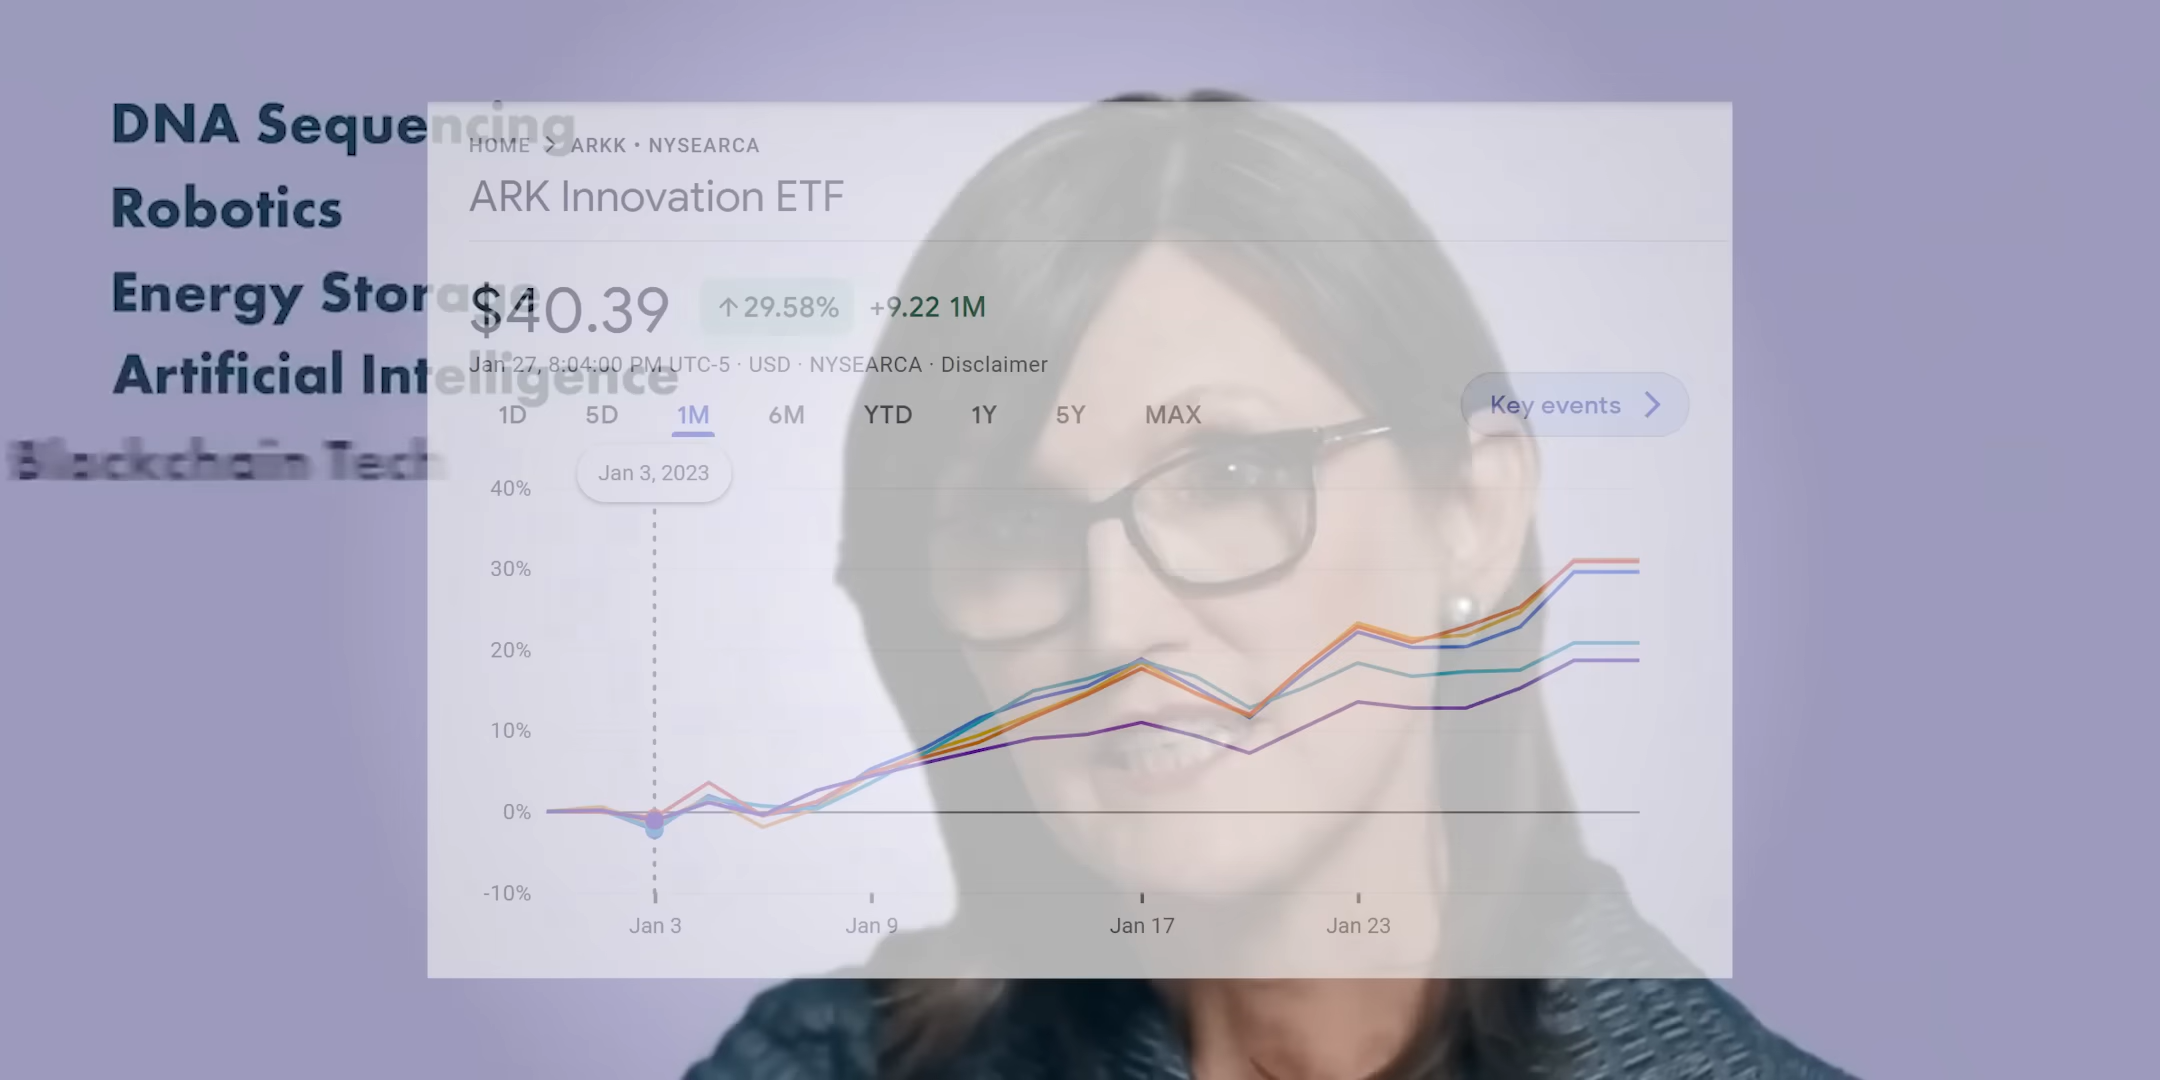 DNA Sequencing
Robotics
Energy Storage
Artificial Intelligence
Blockchain Tech
HOME > ARKK • NYSEARCA
ARK Innovation ETF
$40.39 ↑29.58% +9.22 1M
Jan 27, 8:04:00 PM UTC-5 · USD · NYSEARCA · Disclaimer
1D 5D 1M 6M YTD 1Y 5Y MAX
Key events >
Jan 3, 2023
40%
30%
20%
10%
0%
-10%
Jan 3 Jan 9 Jan 17 Jan 23